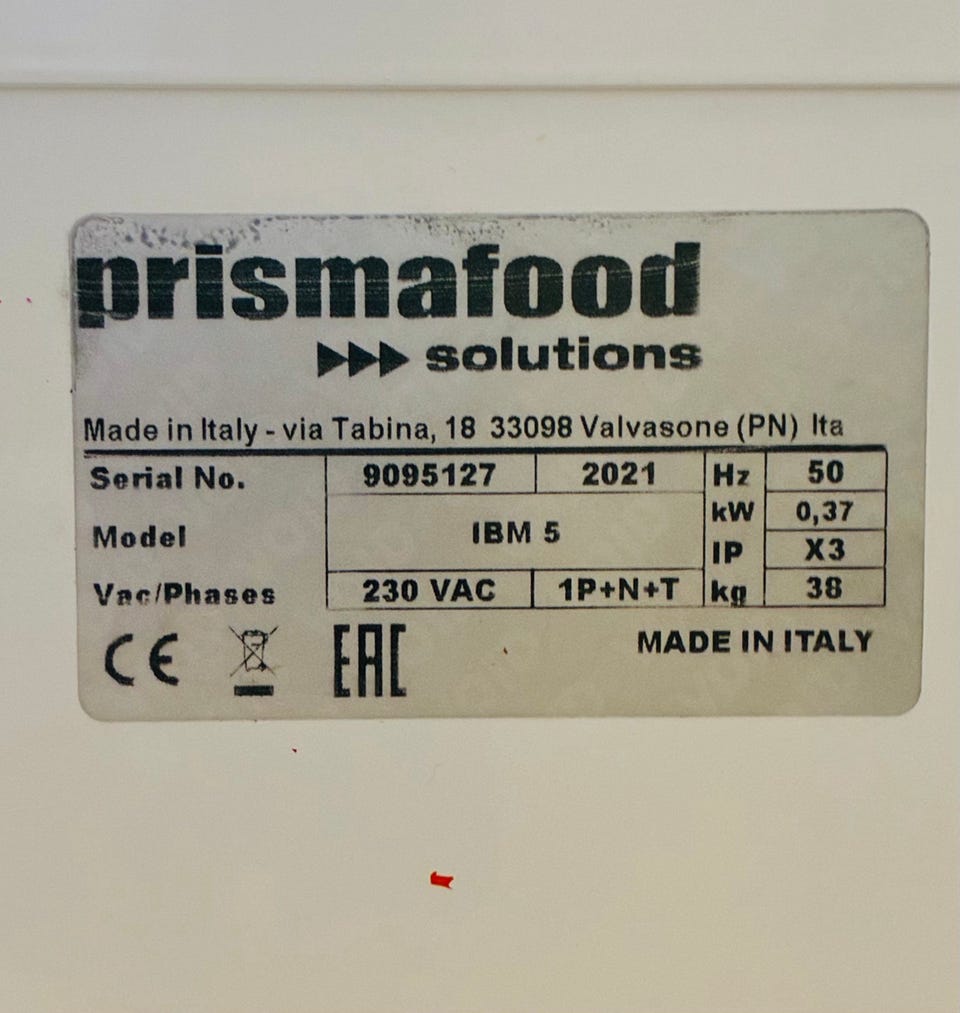 prismafood
solutions
Made in Italy - via Tabina, 18 33098 Valvasone (PN) Ita
Serial No. 9095127 2021 Hz 50
kW 0,37
Model IBM 5
IP X3
Vac/Phases 230 VAC 1P+N+T kg 38
CE EAC MADE IN ITALY